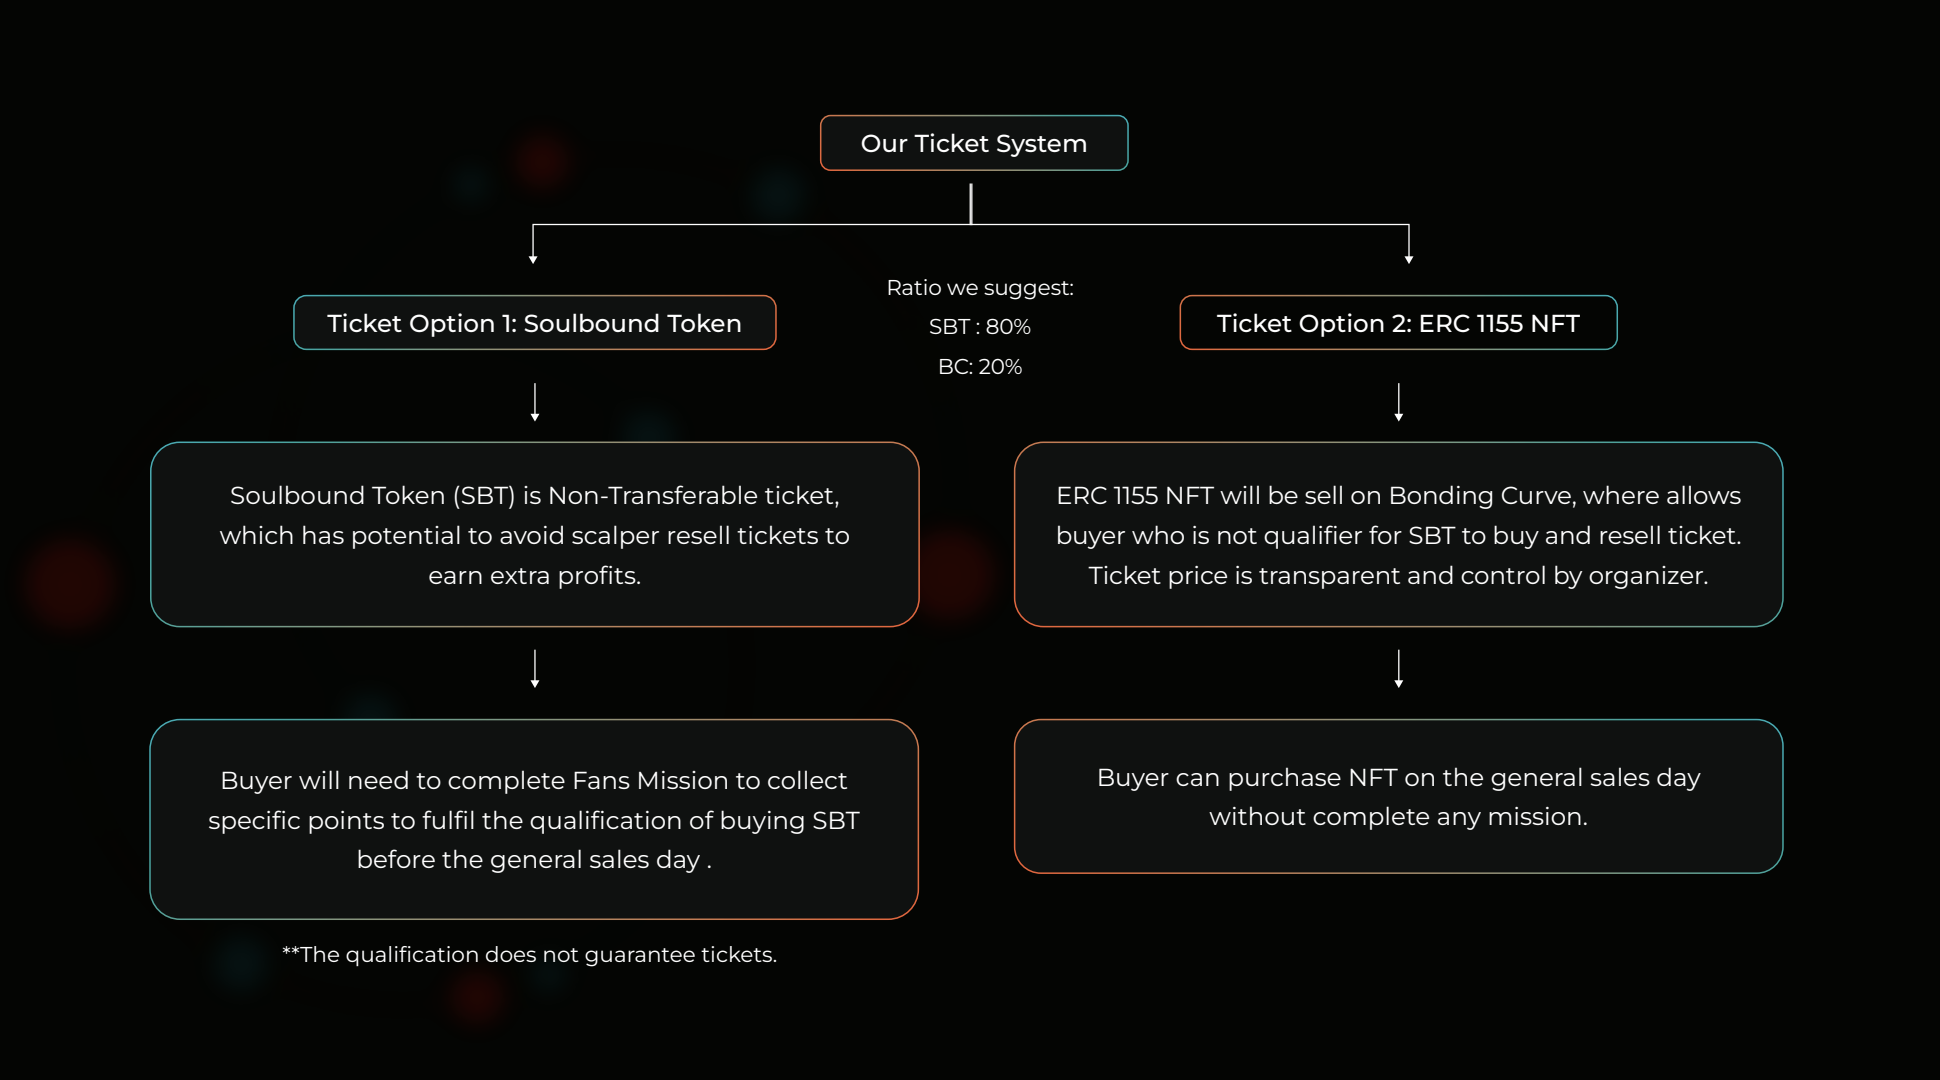 Our Ticket System
Ticket Option 1: Soulbound Token
Ratio we suggest:
SBT : 80%
BC: 20%
Ticket Option 2: ERC 1155 NFT
Soulbound Token (SBT) is Non-Transferable ticket,
which has potential to avoid scalper resell tickets to
earn extra profits.
ERC 1155 NFT will be sell on Bonding Curve, where allows
buyer who is not qualifier for SBT to buy and resell ticket.
Ticket price is transparent and control by organizer.
Buyer will need to complete Fans Mission to collect
specific points to fulfil the qualification of buying SBT
before the general sales day .
Buyer can purchase NFT on the general sales day
without complete any mission.
**The qualification does not guarantee tickets.